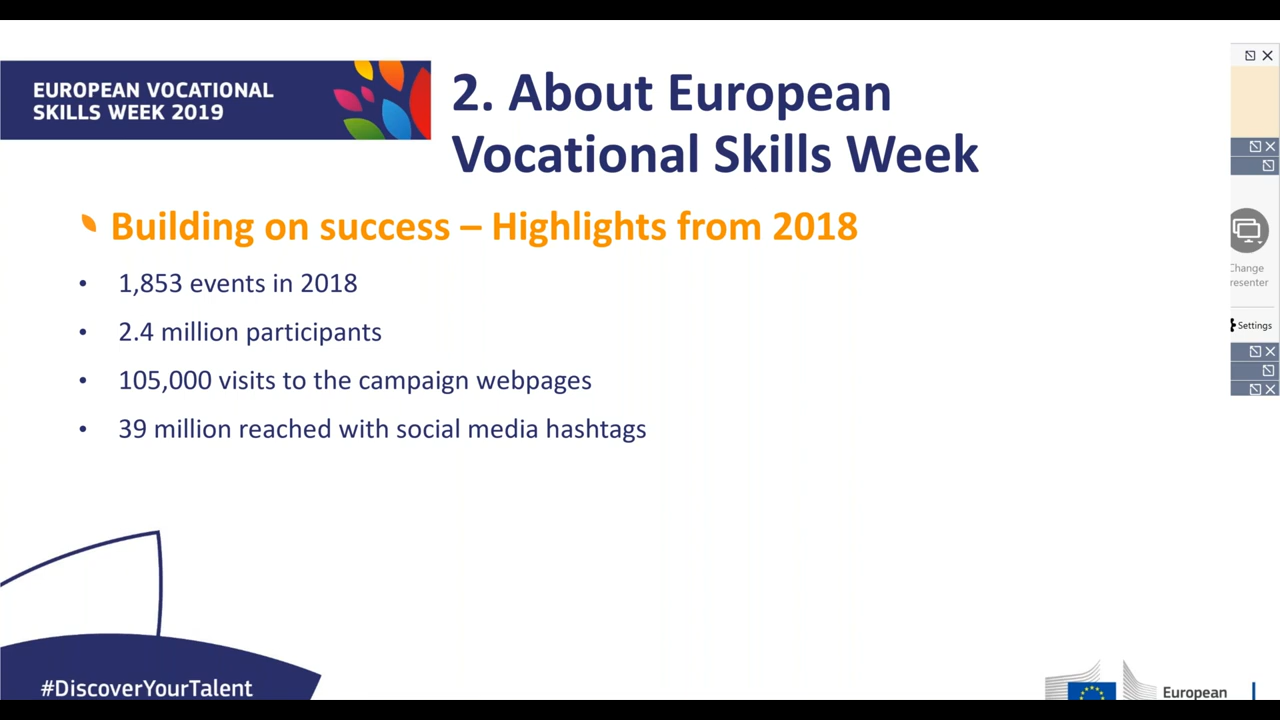 EUROPEAN VOCATIONAL
SKILLS WEEK 2019
2. About European
Vocational Skills Week
Building on success – Highlights from 2018
• 1,853 events in 2018
• 2.4 million participants
• 105,000 visits to the campaign webpages
• 39 million reached with social media hashtags
Change
resenter
Settings
#DiscoverYourTalent
European